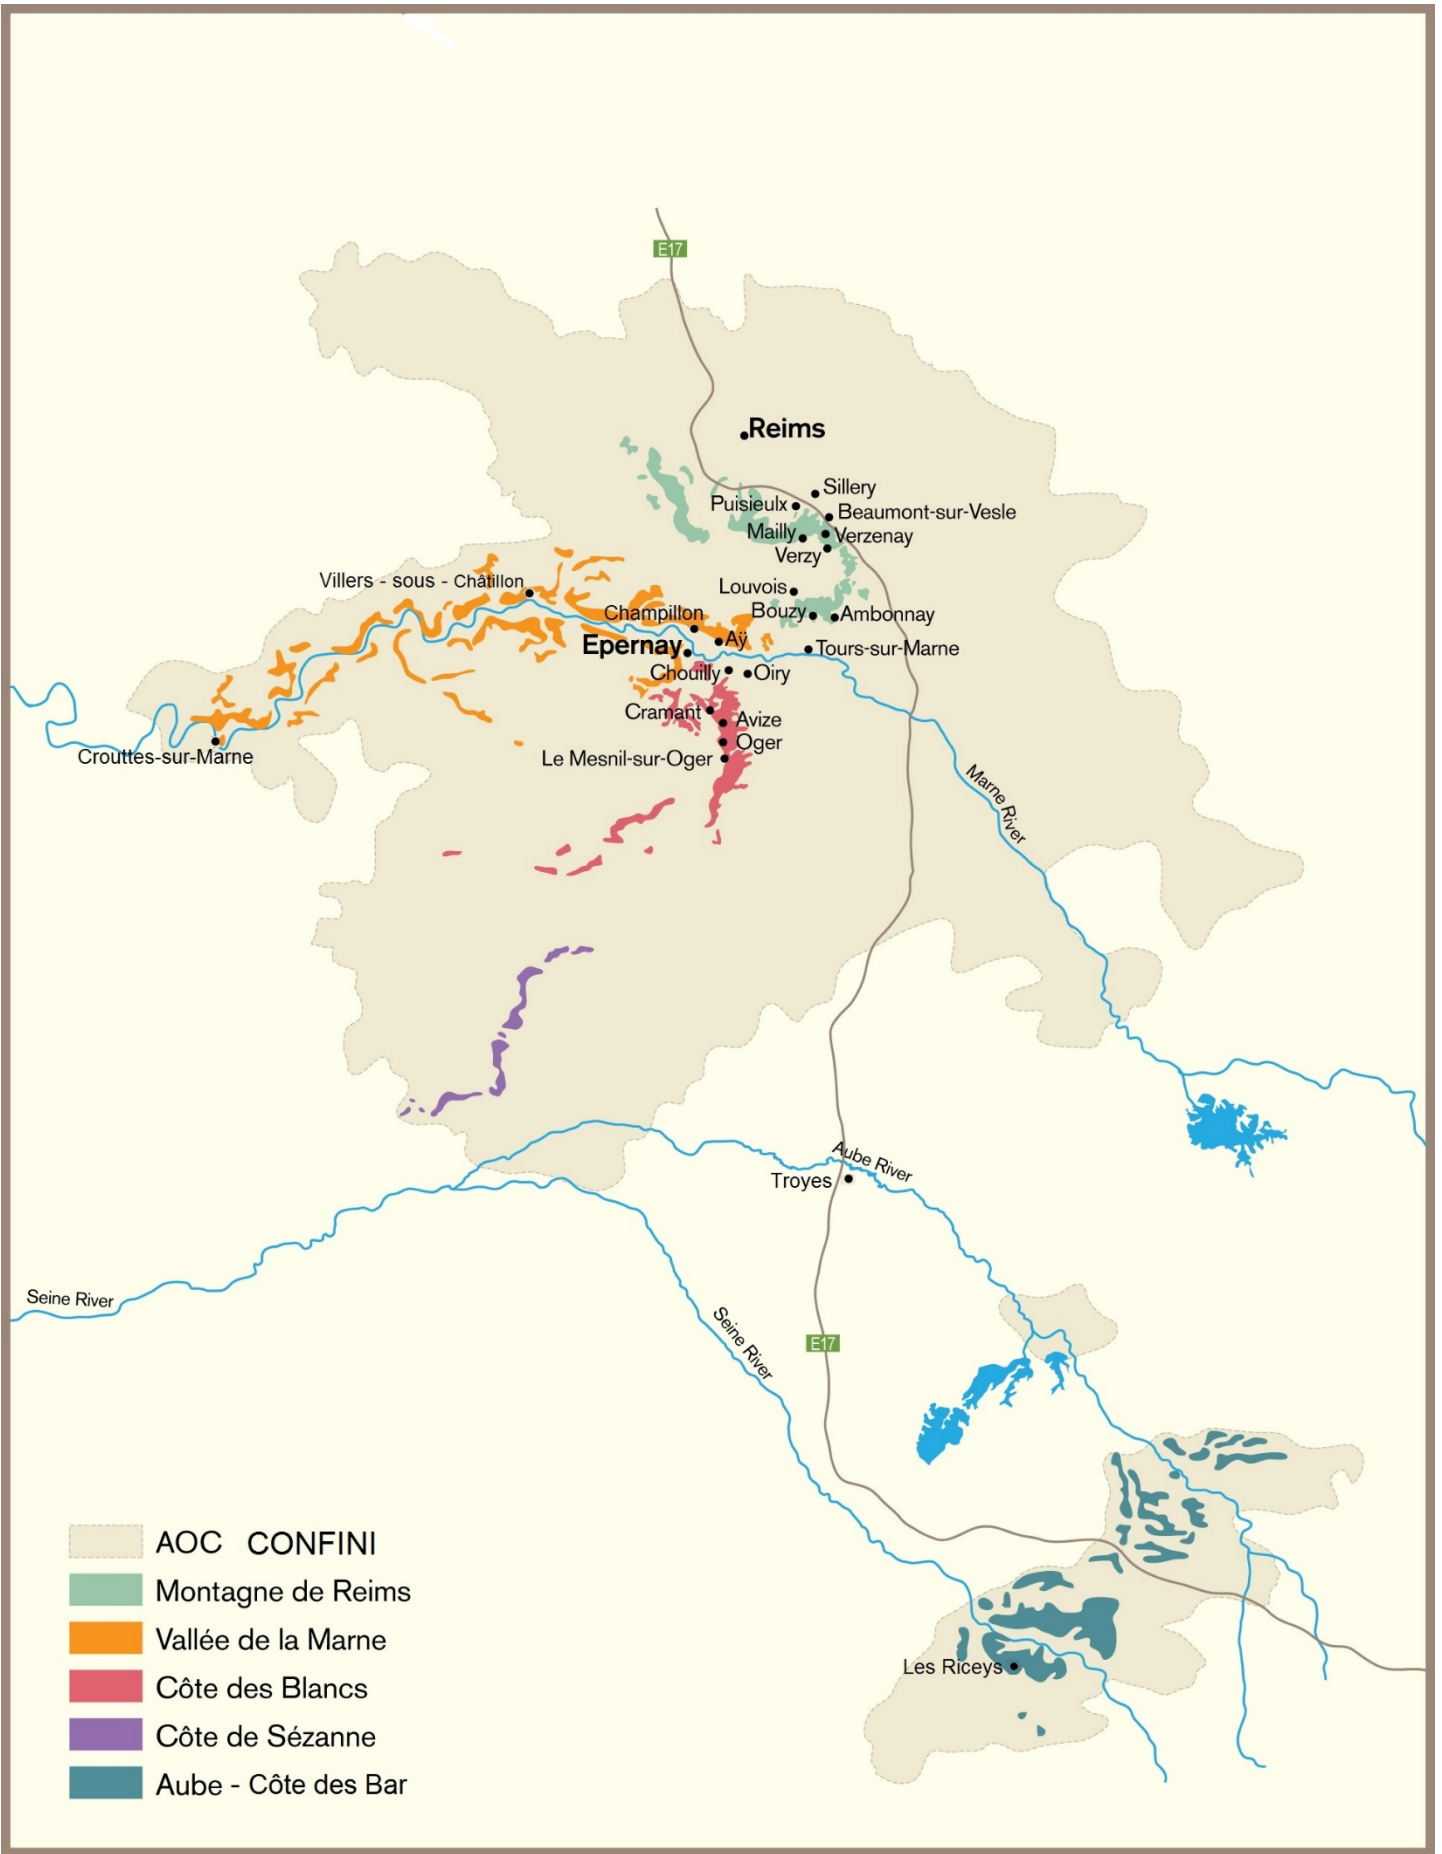 E17
Reims
Sillery
Puisieulx
Beaumont-sur-Vesle
Mailly
Verzenay
Verzy
Villers - sous - Châtillon
Louvois
Champillon
Bouzy
Ambonnay
Epernay
Aÿ
Tours-sur-Marne
Chouilly
Oiry
Cramant
Avize
Oger
Crouttes-sur-Marne
Le Mesnil-sur-Oger
Marne River
Aube River
Troyes
Seine River
Seine River
E17
AOC CONFINI
Montagne de Reims
Vallée de la Marne
Côte des Blancs
Les Riceys
Côte de Sézanne
Aube - Côte des Bar